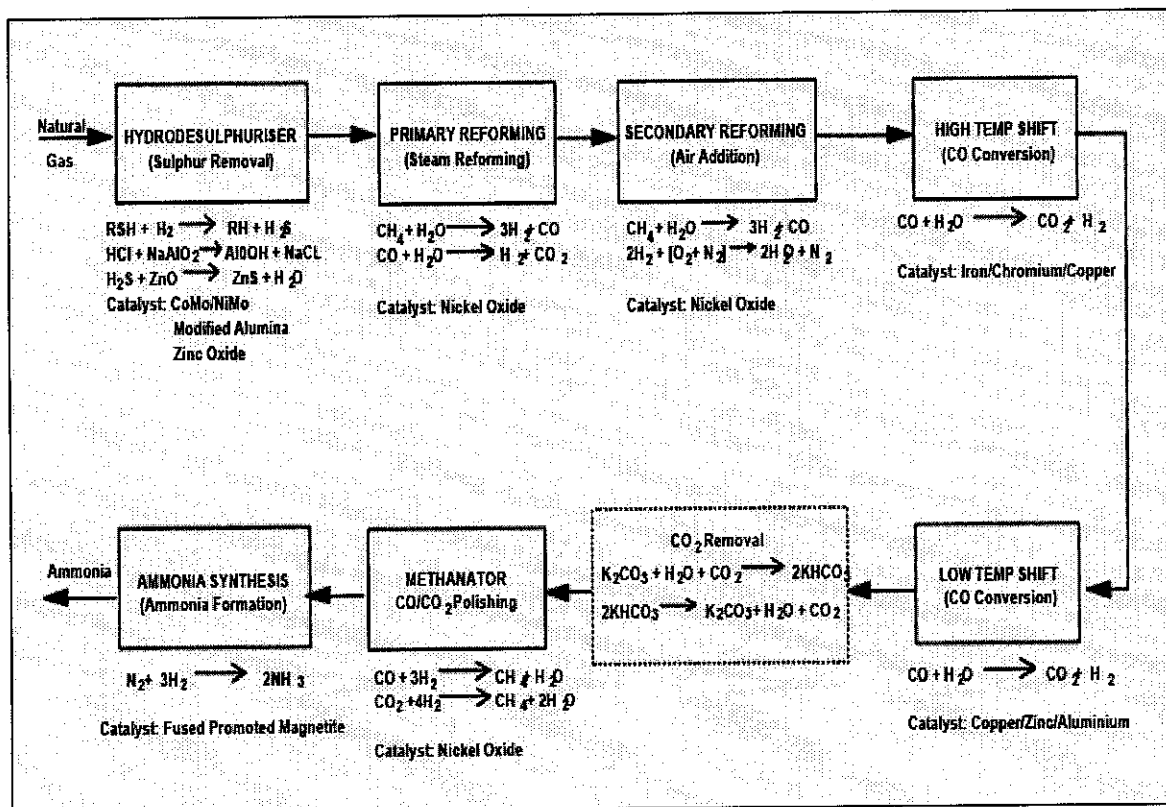 Natural
Gas
HYDRODESULPHURISER
(Sulphur Removal)
RSH + H₂ → RH + H₂S
HCl + NaAlO₂ → AlOOH + NaCL
H₂S + ZnO → ZnS + H₂O
Catalyst: CoMo/NiMo
Modified Alumina
Zinc Oxide
PRIMARY REFORMING
(Steam Reforming)
CH₄ + H₂O → 3H₂ + CO
CO + H₂O → H₂ + CO₂
Catalyst: Nickel Oxide
SECONDARY REFORMING
(Air Addition)
CH₄ + H₂O → 3H₂ + CO
2H₂ + [O₂ + N₂] → 2H₂O + N₂
Catalyst: Nickel Oxide
HIGH TEMP SHIFT
(CO Conversion)
CO + H₂O → CO₂ + H₂
Catalyst: Iron/Chromium/Copper
LOW TEMP SHIFT
(CO Conversion)
CO + H₂O → CO₂ + H₂
Catalyst: Copper/Zinc/Aluminium
CO₂ Removal
K₂CO₃ + H₂O + CO₂ → 2KHCO₃
2KHCO₃ → K₂CO₃ + H₂O + CO₂
METHANATOR
CO/CO₂ Polishing
CO + 3H₂ → CH₄ + H₂O
CO₂ + 4H₂ → CH₄ + 2H₂O
Catalyst: Nickel Oxide
AMMONIA SYNTHESIS
(Ammonia Formation)
N₂ + 3H₂ → 2NH₃
Catalyst: Fused Promoted Magnetite
Ammonia